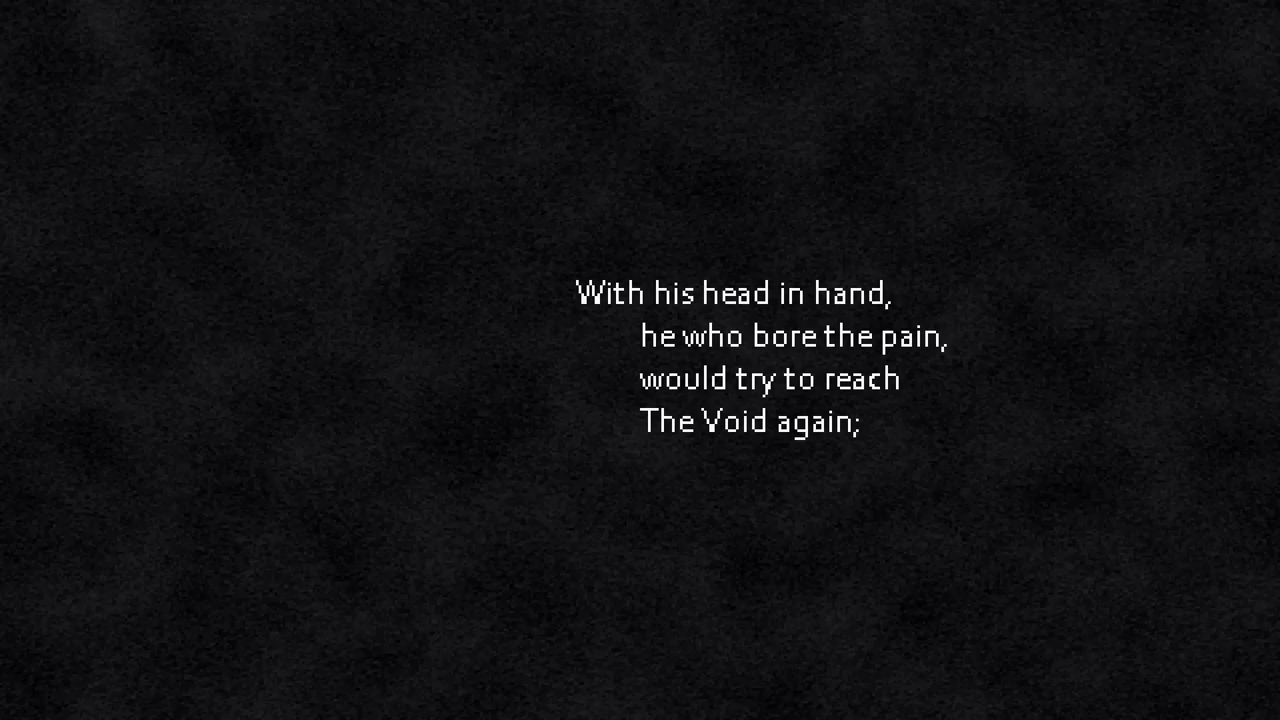 With his head in hand,
he who bore the pain,
would try to reach
The Void again;